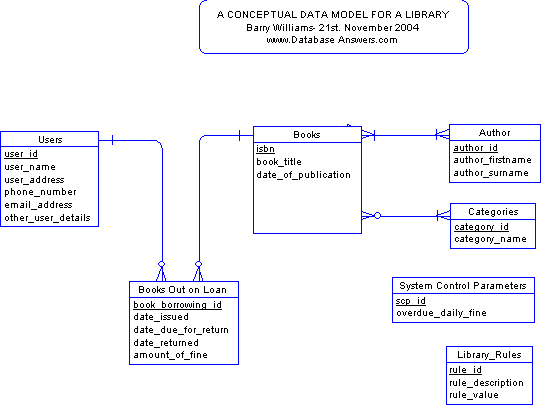 A CONCEPTUAL DATA MODEL FOR A LIBRARY
Barry Williams- 21st. November 2004
www.Database Answers.com
Users
user_id
user_name
user_address
phone_number
email_address
other_user_details
Books
isbn
book_title
date_of_publication
Author
author_id
author_firstname
author_surname
Categories
category_id
category_name
Books Out on Loan
book_borrowing_id
date_issued
date_due_for_return
date_returned
amount_of_fine
System Control Parameters
scp_id
overdue_daily_fine
Library_Rules
rule_id
rule_description
rule_value